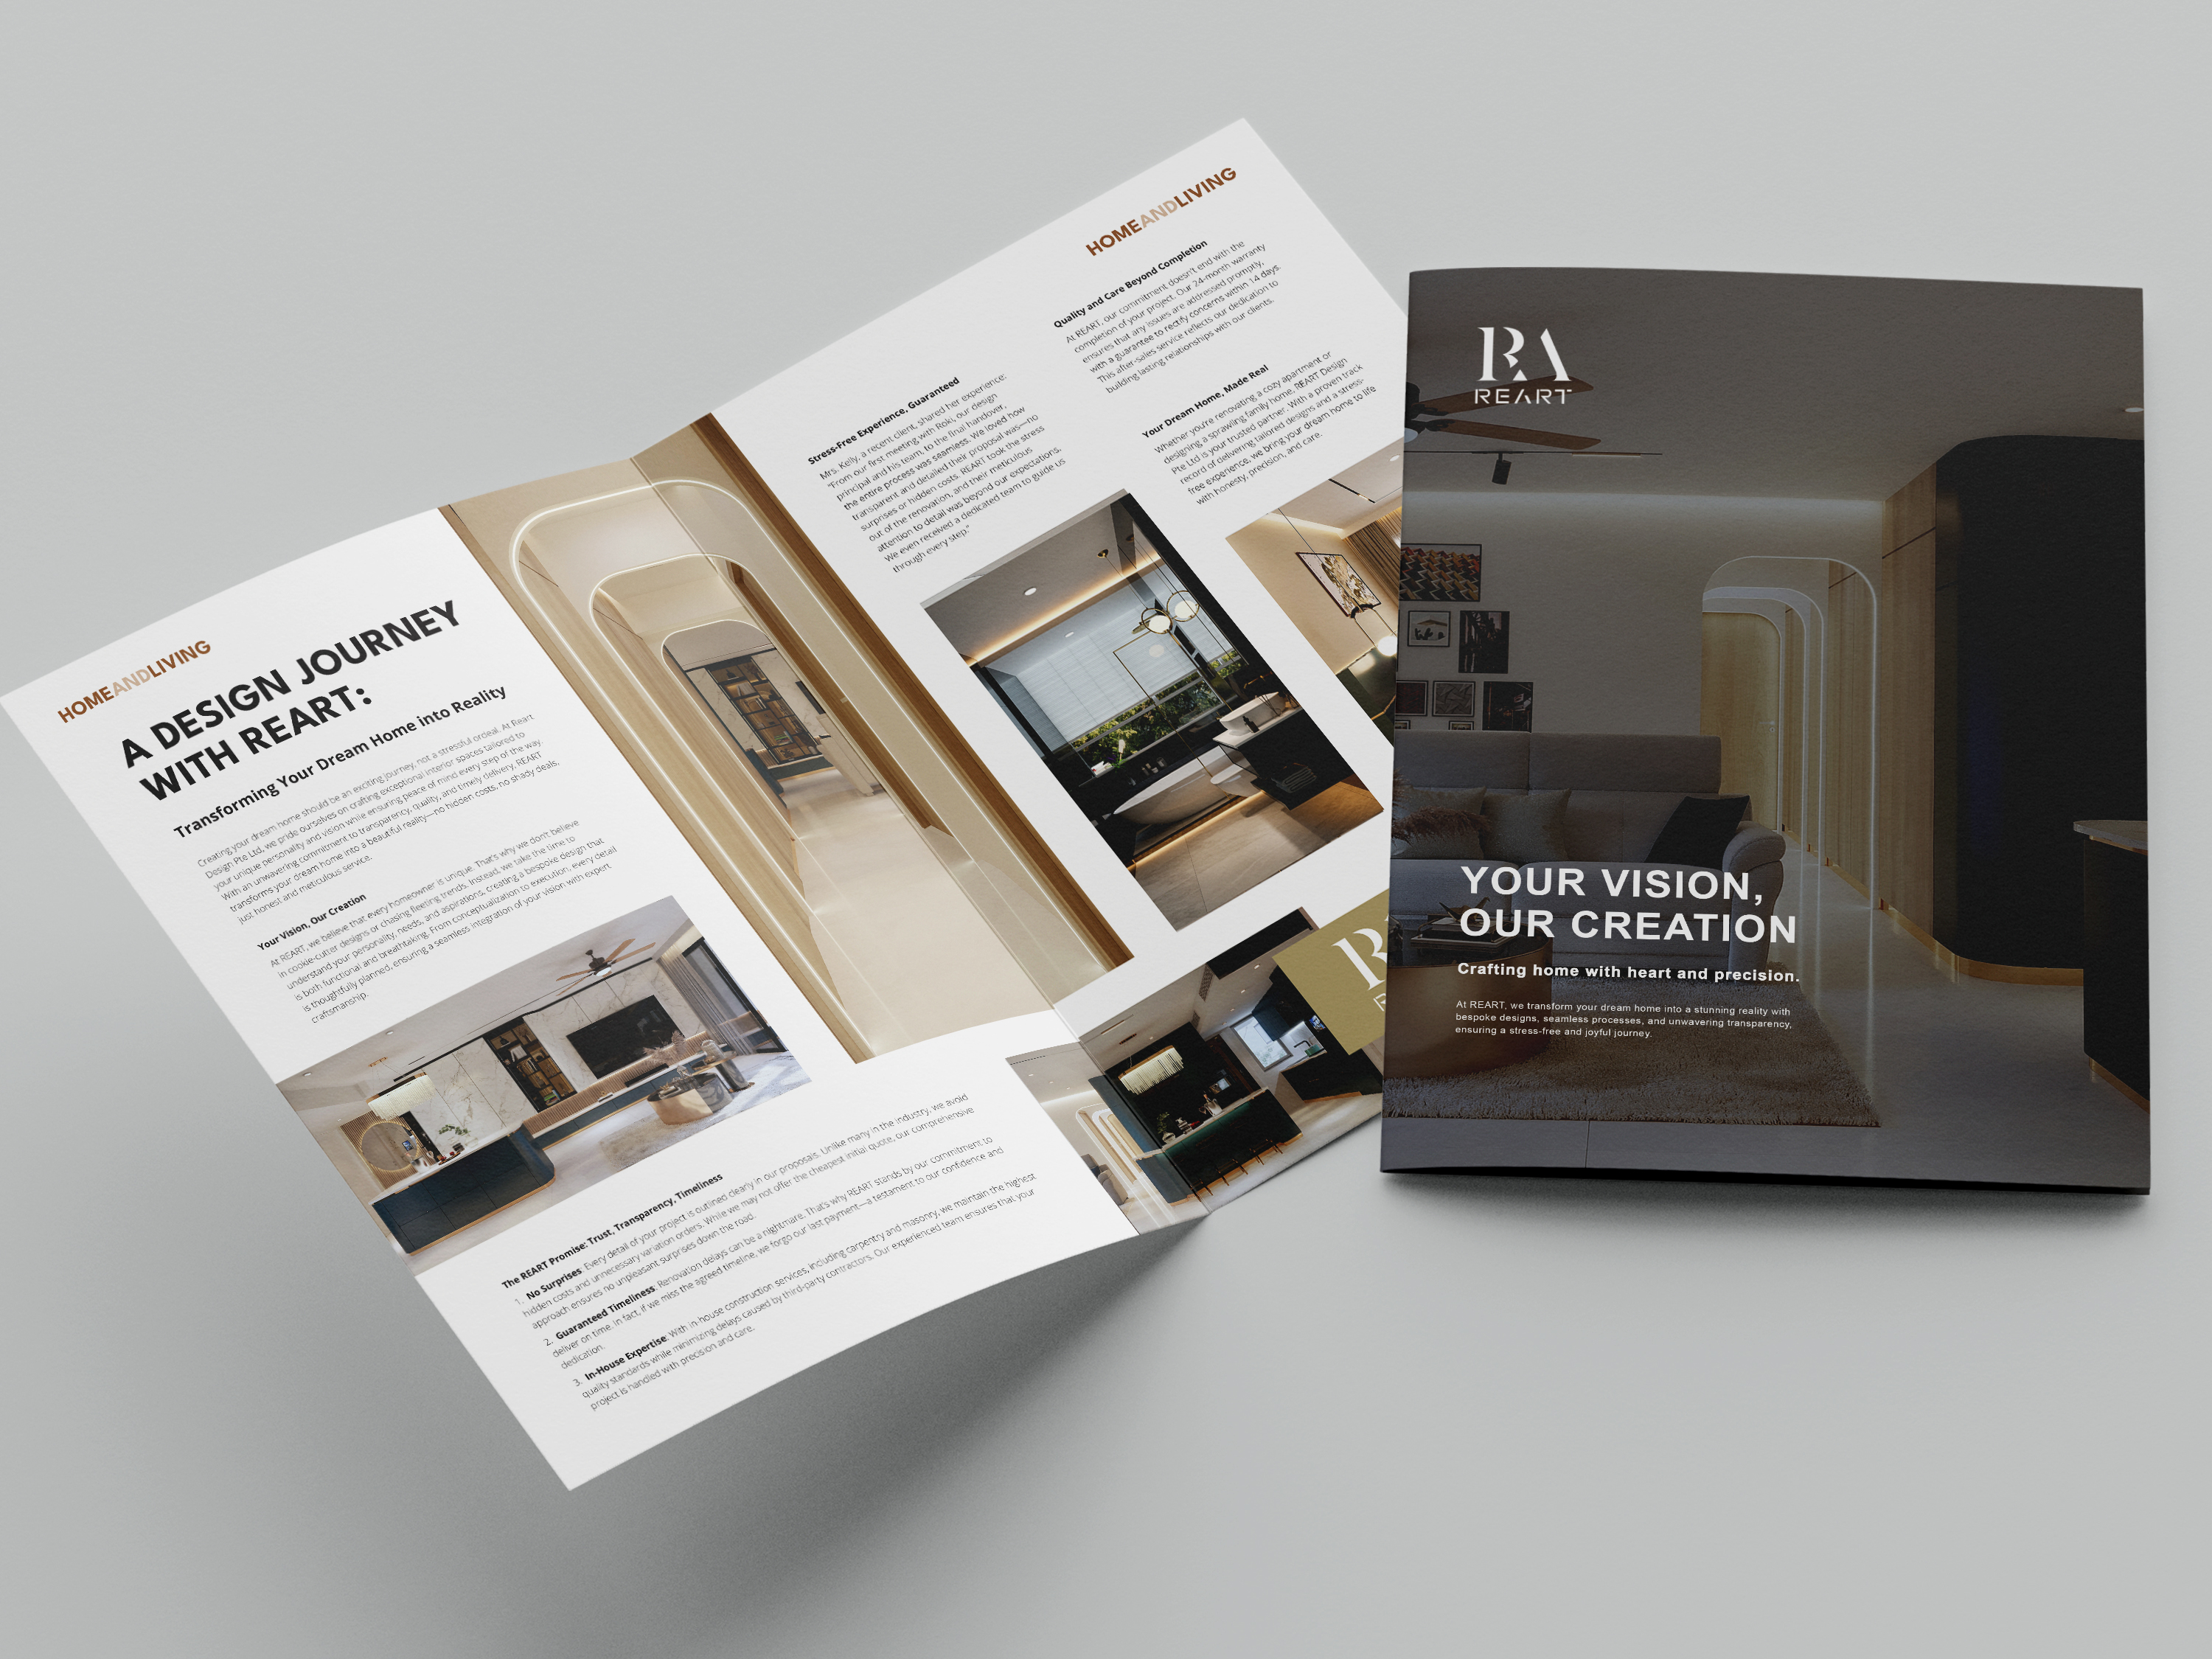 HOMEANDLIVING
A DESIGN JOURNEY
WITH REART:
Transforming Your Dream Home into Reality
Creating your dream home should be an exciting journey, not a stressful ordeal. At Reart
Design Pte Ltd, we pride ourselves on crafting exceptional interior spaces tailored to
your unique personality and vision while ensuring peace of mind every step of the way.
With an unwavering commitment to transparency, quality, and timely delivery, REART
transforms your dream home into a beautiful reality—no hidden costs, no shady deals,
just honest and meticulous service.
Your Vision, Our Creation
At REART, we believe that every homeowner is unique. That's why we don't believe
in cookie-cutter designs or chasing fleeting trends. Instead, we take the time to
understand your personality, needs, and aspirations, creating a bespoke design that
is both functional and breathtaking. From conceptualization to execution, every detail
is thoughtfully planned, ensuring a seamless integration of your vision with expert
craftsmanship.
The REART Promise: Trust, Transparency, Timeliness
1. No Surprises: Every detail of your project is outlined clearly in our proposals. Unlike many in the industry, we avoid
hidden costs and unnecessary variation orders. While we may not offer the cheapest initial quote, our comprehensive
approach ensures no unpleasant surprises down the road.
2. Guaranteed Timeliness: Renovation delays can be a nightmare. That's why REART stands by our commitment to
deliver on time. In fact, if we miss the agreed timeline, we forgo our last payment—a testament to our confidence and
dedication.
3. In-House Expertise: With in-house construction services, including carpentry and masonry, we maintain the highest
quality standards while minimizing delays caused by third-party contractors. Our experienced team ensures that your
project is handled with precision and care.
Stress-Free Experience, Guaranteed
Mrs. Kelly, a recent client, shared her experience:
"From our first meeting with Roki, our design
principal and his team, to the final handover,
the entire process was seamless. We loved how
transparent and detailed their proposal was—no
surprises or hidden costs. REART took the stress
out of the renovation, and their meticulous
attention to detail was beyond our expectations.
We even received a dedicated team to guide us
through every step."
HOMEANDLIVING
Quality and Care Beyond Completion
At REART, our commitment doesn't end with the
completion of your project. Our 24-month warranty
ensures that any issues are addressed promptly,
with a guarantee to rectify concerns within 14 days.
This after-sales service reflects our dedication to
building lasting relationships with our clients.
Your Dream Home, Made Real
Whether you're renovating a cozy apartment or
designing a sprawling family home, REART Design
Pte Ltd is your trusted partner. With a proven track
record of delivering tailored designs and a stress-
free experience, we bring your dream home to life
with honesty, precision, and care.
RA
REART
YOUR VISION,
OUR CREATION
Crafting home with heart and precision.
At REART, we transform your dream home into a stunning reality with
bespoke designs, seamless processes, and unwavering transparency,
ensuring a stress-free and joyful journey.